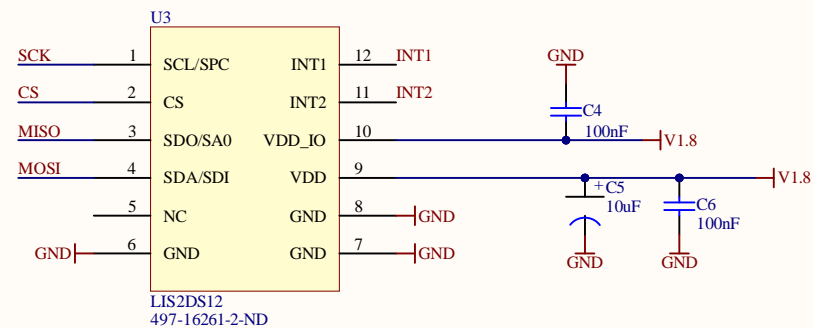 U3
SCK 1 SCL/SPC INT1 12 INT1
CS 2 CS INT2 11 INT2
MISO 3 SDO/SA0 VDD_IO 10 V1.8
MOSI 4 SDA/SDI VDD 9 V1.8
5 NC GND 8 GND
GND 6 GND GND 7 GND
LIS2DS12
497-16261-2-ND
GND
C4
100nF
+C5
10uF
GND
C6
100nF
GND